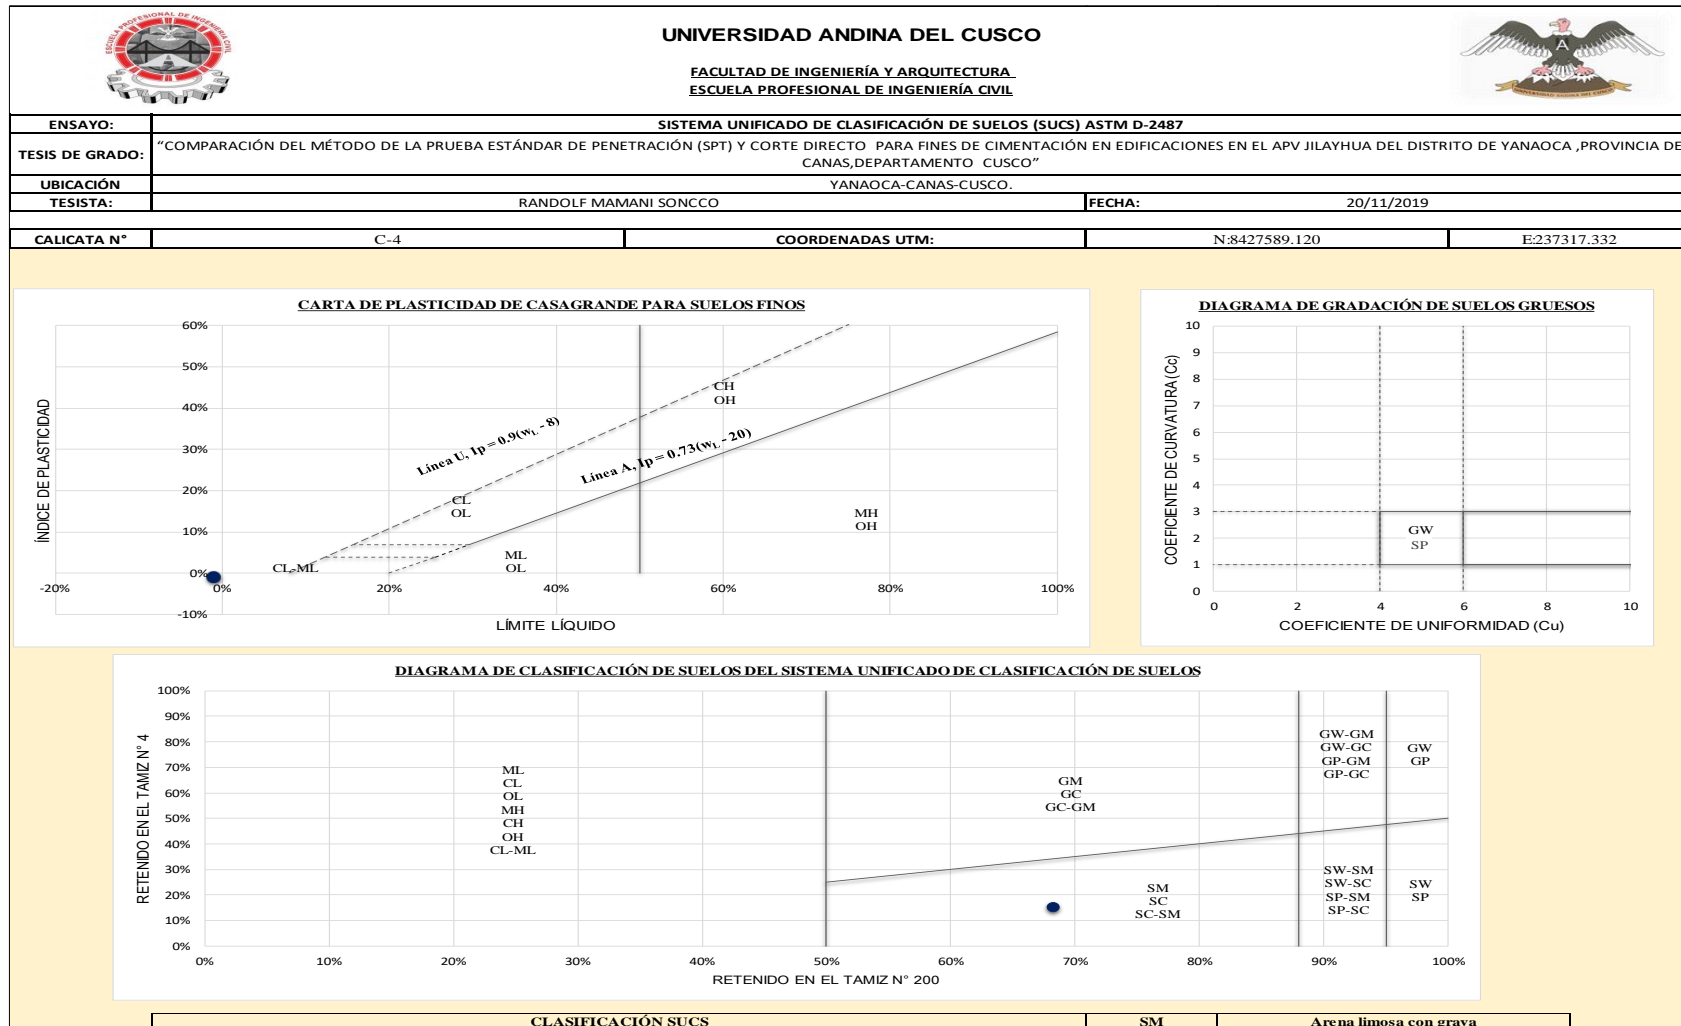 UNIVERSIDAD ANDINA DEL CUSCO
FACULTAD DE INGENIERÍA Y ARQUITECTURA
ESCUELA PROFESIONAL DE INGENIERÍA CIVIL
ESCUELA PROFESIONAL DE INGENIERIA CIVIL
A
UNIVERSIDAD ANDINA DEL CUSCO
ENSAYO: SISTEMA UNIFICADO DE CLASIFICACIÓN DE SUELOS (SUCS) ASTM D-2487
TESIS DE GRADO: "COMPARACIÓN DEL MÉTODO DE LA PRUEBA ESTÁNDAR DE PENETRACIÓN (SPT) Y CORTE DIRECTO PARA FINES DE CIMENTACIÓN EN EDIFICACIONES EN EL APV JILAYHUA DEL DISTRITO DE YANAOCA ,PROVINCIA DE
CANAS,DEPARTAMENTO CUSCO"
UBICACIÓN YANAOCA-CANAS-CUSCO.
TESISTA: RANDOLF MAMANI SONCCO FECHA: 20/11/2019
CALICATA N° C-4 COORDENADAS UTM: N:8427589.120 E:237317.332
CARTA DE PLASTICIDAD DE CASAGRANDE PARA SUELOS FINOS
ÍNDICE DE PLASTICIDAD
60%
50%
40%
30%
20%
10%
0%
-10%
CH
OH
Línea U, Ip = 0.9(wL - 8)
Línea A, Ip = 0.73(wL - 20)
CL
OL
MH
OH
ML
OL
CL-ML
-20% 0% 20% 40% 60% 80% 100%
LÍMITE LÍQUIDO
DIAGRAMA DE GRADACIÓN DE SUELOS GRUESOS
COEFICIENTE DE CURVATURA (Cc)
10
9
8
7
6
5
4
3
2
1
0
GW
SP
0 2 4 6 8 10
COEFICIENTE DE UNIFORMIDAD (Cu)
DIAGRAMA DE CLASIFICACIÓN DE SUELOS DEL SISTEMA UNIFICADO DE CLASIFICACIÓN DE SUELOS
RETENIDO EN EL TAMIZ N° 4
100%
90%
80%
70%
60%
50%
40%
30%
20%
10%
0%
ML
CL
OL
MH
CH
OH
CL-ML
GM
GC
GC-GM
GW-GM
GW-GC
GP-GM
GP-GC
GW
GP
SM
SC
SC-SM
SW-SM
SW-SC
SP-SM
SP-SC
SW
SP
0% 10% 20% 30% 40% 50% 60% 70% 80% 90% 100%
RETENIDO EN EL TAMIZ N° 200
CLASIFICACIÓN SUCS SM Arena limosa con grava